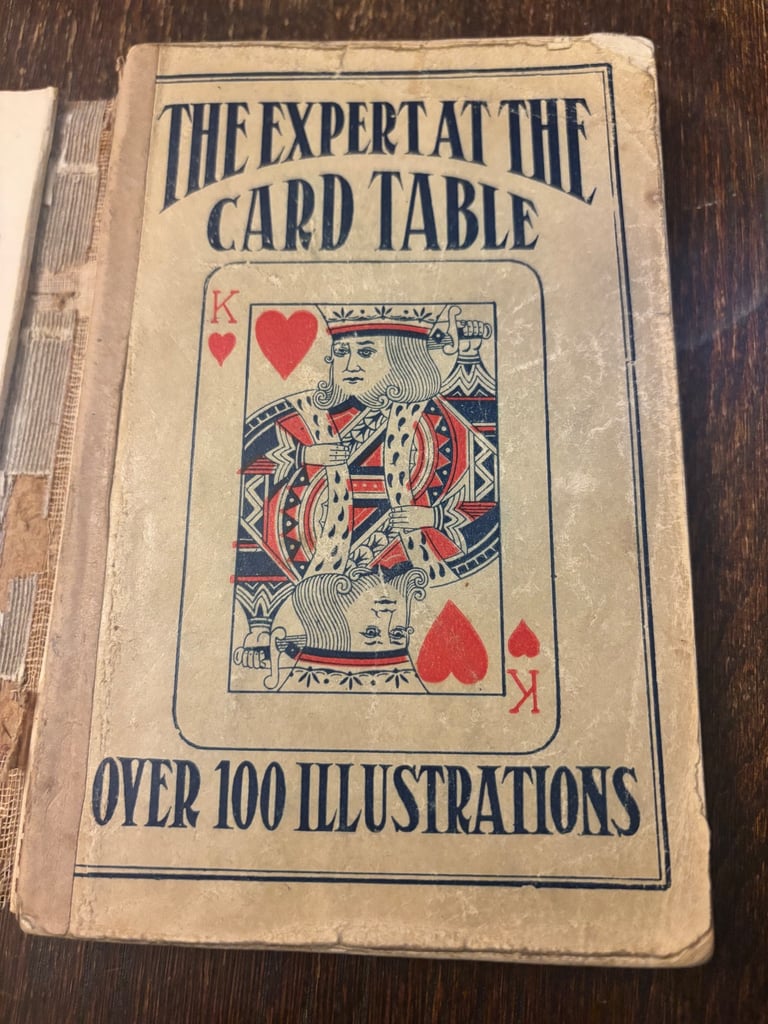 THE EXPERT AT THE
CARD TABLE
K
K
OVER 100 ILLUSTRATIONS